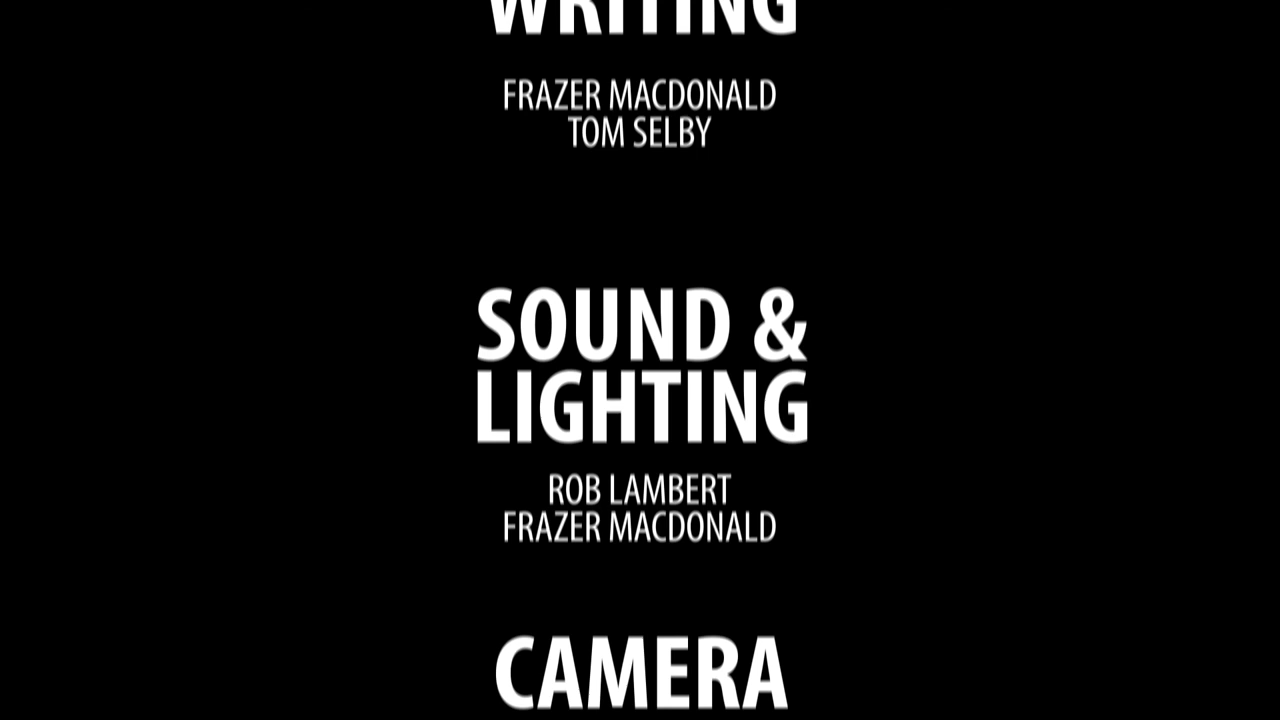 WRITING
FRAZER MACDONALD
TOM SELBY
SOUND &
LIGHTING
ROB LAMBERT
FRAZER MACDONALD
CAMERA